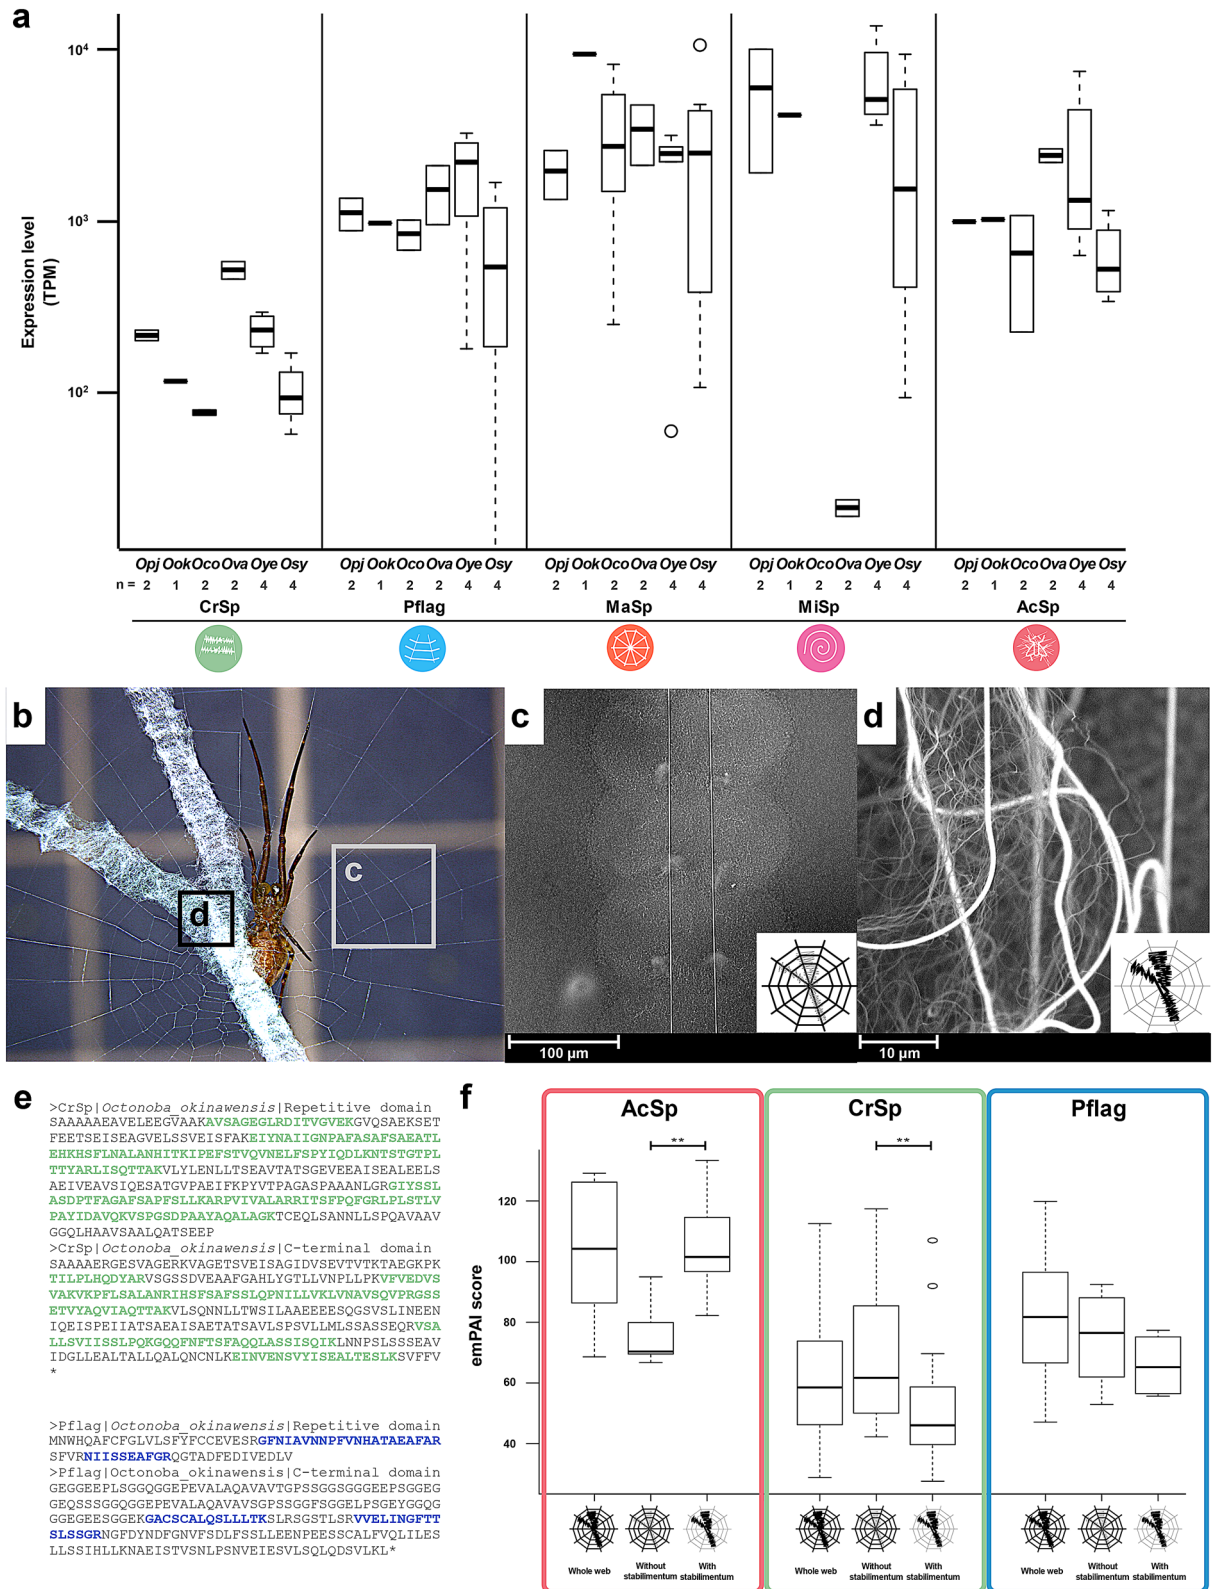 a
10⁴
10³
10²
Expression level
(TPM)
Opj Ook Oco Ova Oye Osy Opj Ook Oco Ova Oye Osy Opj Ook Oco Ova Oye Osy Opj Ook Oco Ova Oye Osy Opj Ook Oco Ova Oye Osy
n = 2 1 2 2 4 4 2 1 2 2 4 4 2 1 2 2 4 4 2 1 2 2 4 4 2 1 2 2 4 4
CrSp Pflag MaSp MiSp AcSp
b
c
d
c
100 µm
d
10 µm
e
>CrSp|Octonoba_okinawensis|Repetitive domain
SAAAAAEAVELEEGVAAKAVSAGEGLRDITVGVEKGVQSAEKSET
FEETSEISEAGVELSSVEISFAKEIYNAIIGNPAFASAFSAEATL
EHKHSFLNALANHITKIPEFSTVQVNELFSPYIQDLKNTSTGTPL
TTYARLISQTTAKVLYLENLLTSEAVTATSGEVEEAISEALEELS
AEIVEAVSIQESATGVPAEIFKPYVTPAGASPAAANLGRGIYSSL
ASDPTFAGAFSAPFSLLKARPVIVALARRITSFPQFGRLPLSTLV
PAYIDAVQKVSPGSDPAAYAQALAGKTCEQLSANNLLSPQAVAAV
GGQLHAAVSAALQATSEEP
>CrSp|Octonoba_okinawensis|C-terminal domain
SAAAAERGESVAGERKVAGETSVEISAGIDVSEVTVTKTAEGKPK
TILPLHQDYARVSGSSDVEAAFGAHLYGTLLVNPLLPKVFVEDVS
VAKVKPFLSALANRIHSFSAFSSLQPNILLVKLVNAVSQVPRGSS
ETVYAQVIAQTTAKVLSQNNLLTWSILAAEEEESQGSVSLINEEN
IQEISPEIIATSAEAISAETATSAVLSPSVLLMLSSASSEQRVSA
LLSVIISSLPQKGQQFNFTSFAQQLASSISQIKLNNPSLSSSEAV
IDGLLEALTALLQALQNCNLKEINVENSVYISEALTESLKSVFFV
*
>Pflag|Octonoba_okinawensis|Repetitive domain
MNWHQAFCFGLVLSFYFCCEVESRGFNIAVNNPFVNHATAEAFAR
SFVRNIISSEAFGRQGTADFEDIVEDLV
>Pflag|Octonoba_okinawensis|C-terminal domain
GEGGEEPLSGGQGGEPEVALAQAVAVTGPSSGGSGGGEEPSGGEG
GEQSSSGGQGGEPEVALAQAVAVSGPSSGGFSGGELPSGEYGGQG
GGEGEESGGEKGACSCALQSLLLTKSLRSGSTLSRVVELINGFTT
SLSSGRNGFDYNDFGNVFSDLFSSLLEENPEESSCALFVQLILES
LLSSIHLLKNAEISTVSNLPSNVEIESVLSQLQDSVLKL*
f
AcSp CrSp Pflag
** **
120
100
80
60
40
emPAI score
Whole web Without stabilimentum With stabilimentum Whole web Without stabilimentum With stabilimentum Whole web Without stabilimentum With stabilimentum